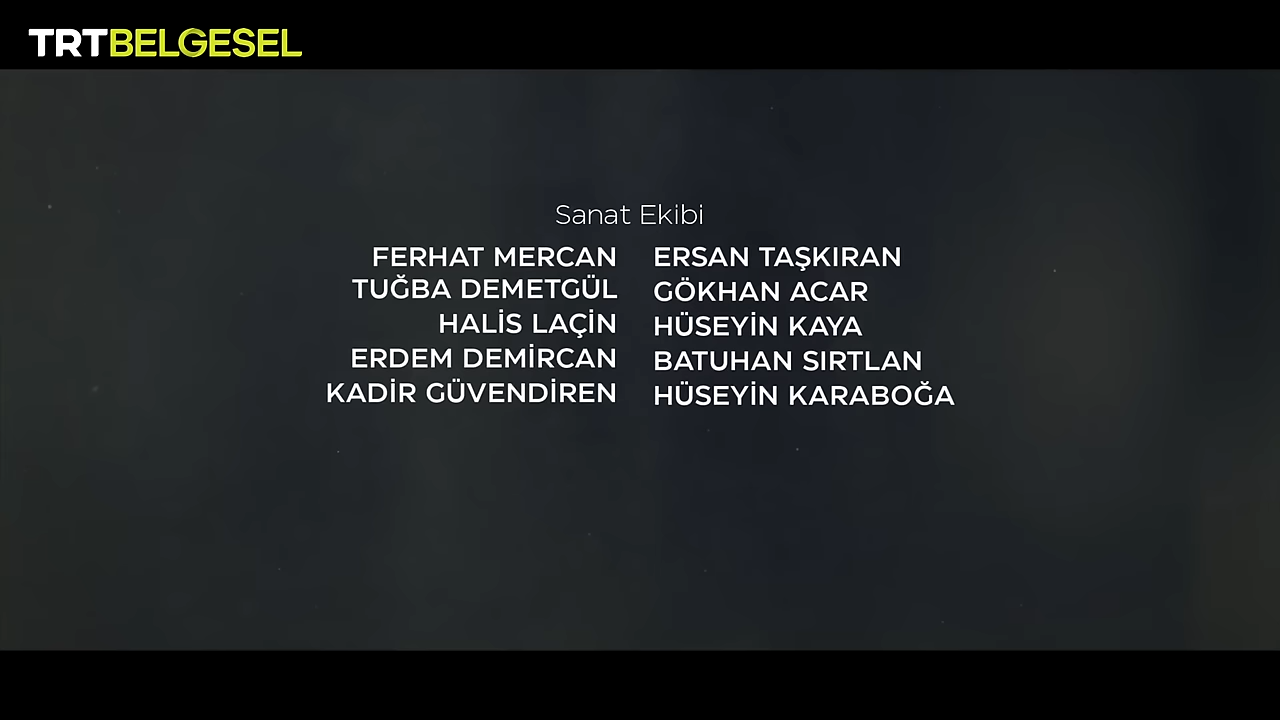 TRTBELGESEL
Sanat Ekibi
FERHAT MERCAN ERSAN TAŞKIRAN
TUĞBA DEMETGÜL GÖKHAN ACAR
HALİS LAÇİN HÜSEYİN KAYA
ERDEM DEMİRCAN BATUHAN SIRTLAN
KADİR GÜVENDİREN HÜSEYİN KARABOĞA